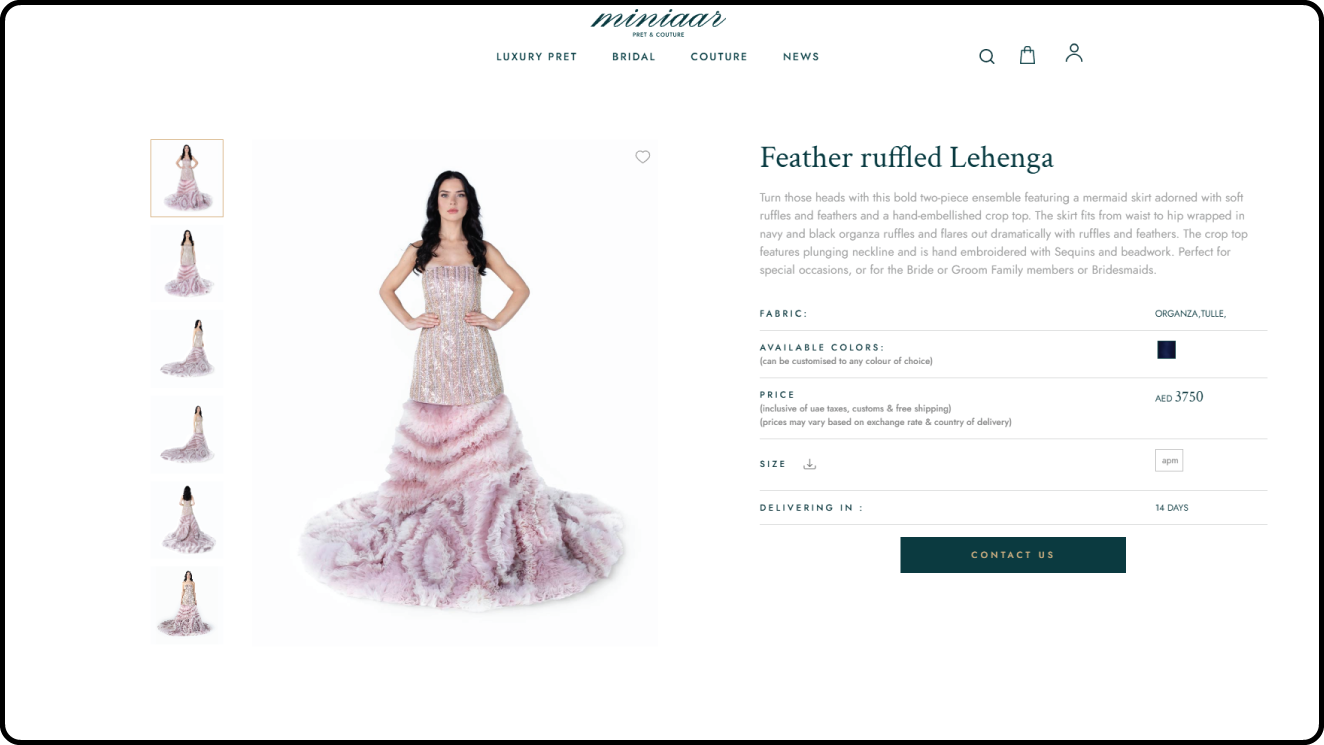 miniaar
PRET & COUTURE
LUXURY PRET BRIDAL COUTURE NEWS
Feather ruffled Lehenga
Turn those heads with this bold two-piece ensemble featuring a mermaid skirt adorned with soft
ruffles and feathers and a hand-embellished crop top. The skirt fits from waist to hip wrapped in
navy and black organza ruffles and flares out dramatically with ruffles and feathers. The crop top
features plunging neckline and is hand embroidered with Sequins and beadwork. Perfect for
special occasions, or for the Bride or Groom Family members or Bridesmaids.
FABRIC: ORGANZA,TULLE,
AVAILABLE COLORS:
(can be customised to any colour of choice)
PRICE AED 3750
(inclusive of uae taxes, customs & free shipping)
(prices may vary based on exchange rate & country of delivery)
SIZE apm
DELIVERING IN : 14 DAYS
CONTACT US